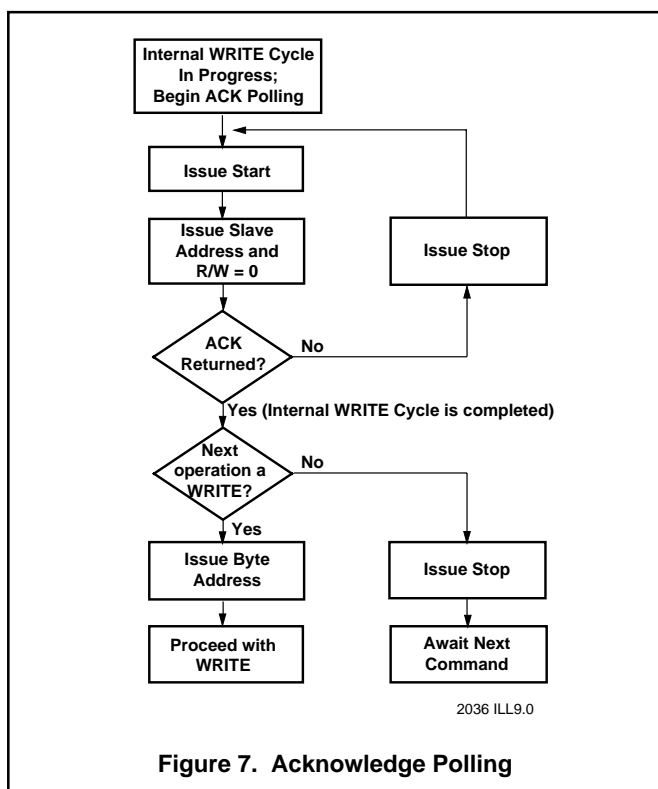 Internal WRITE Cycle
In Progress;
Begin ACK Polling
Issue Start
Issue Slave
Address and
R/W = 0
Issue Stop
ACK
Returned?
No
Yes (Internal WRITE Cycle is completed)
Next
operation a
WRITE?
No
Yes
Issue Byte
Address
Issue Stop
Proceed with
WRITE
Await Next
Command
2036 ILL9.0
Figure 7. Acknowledge Polling